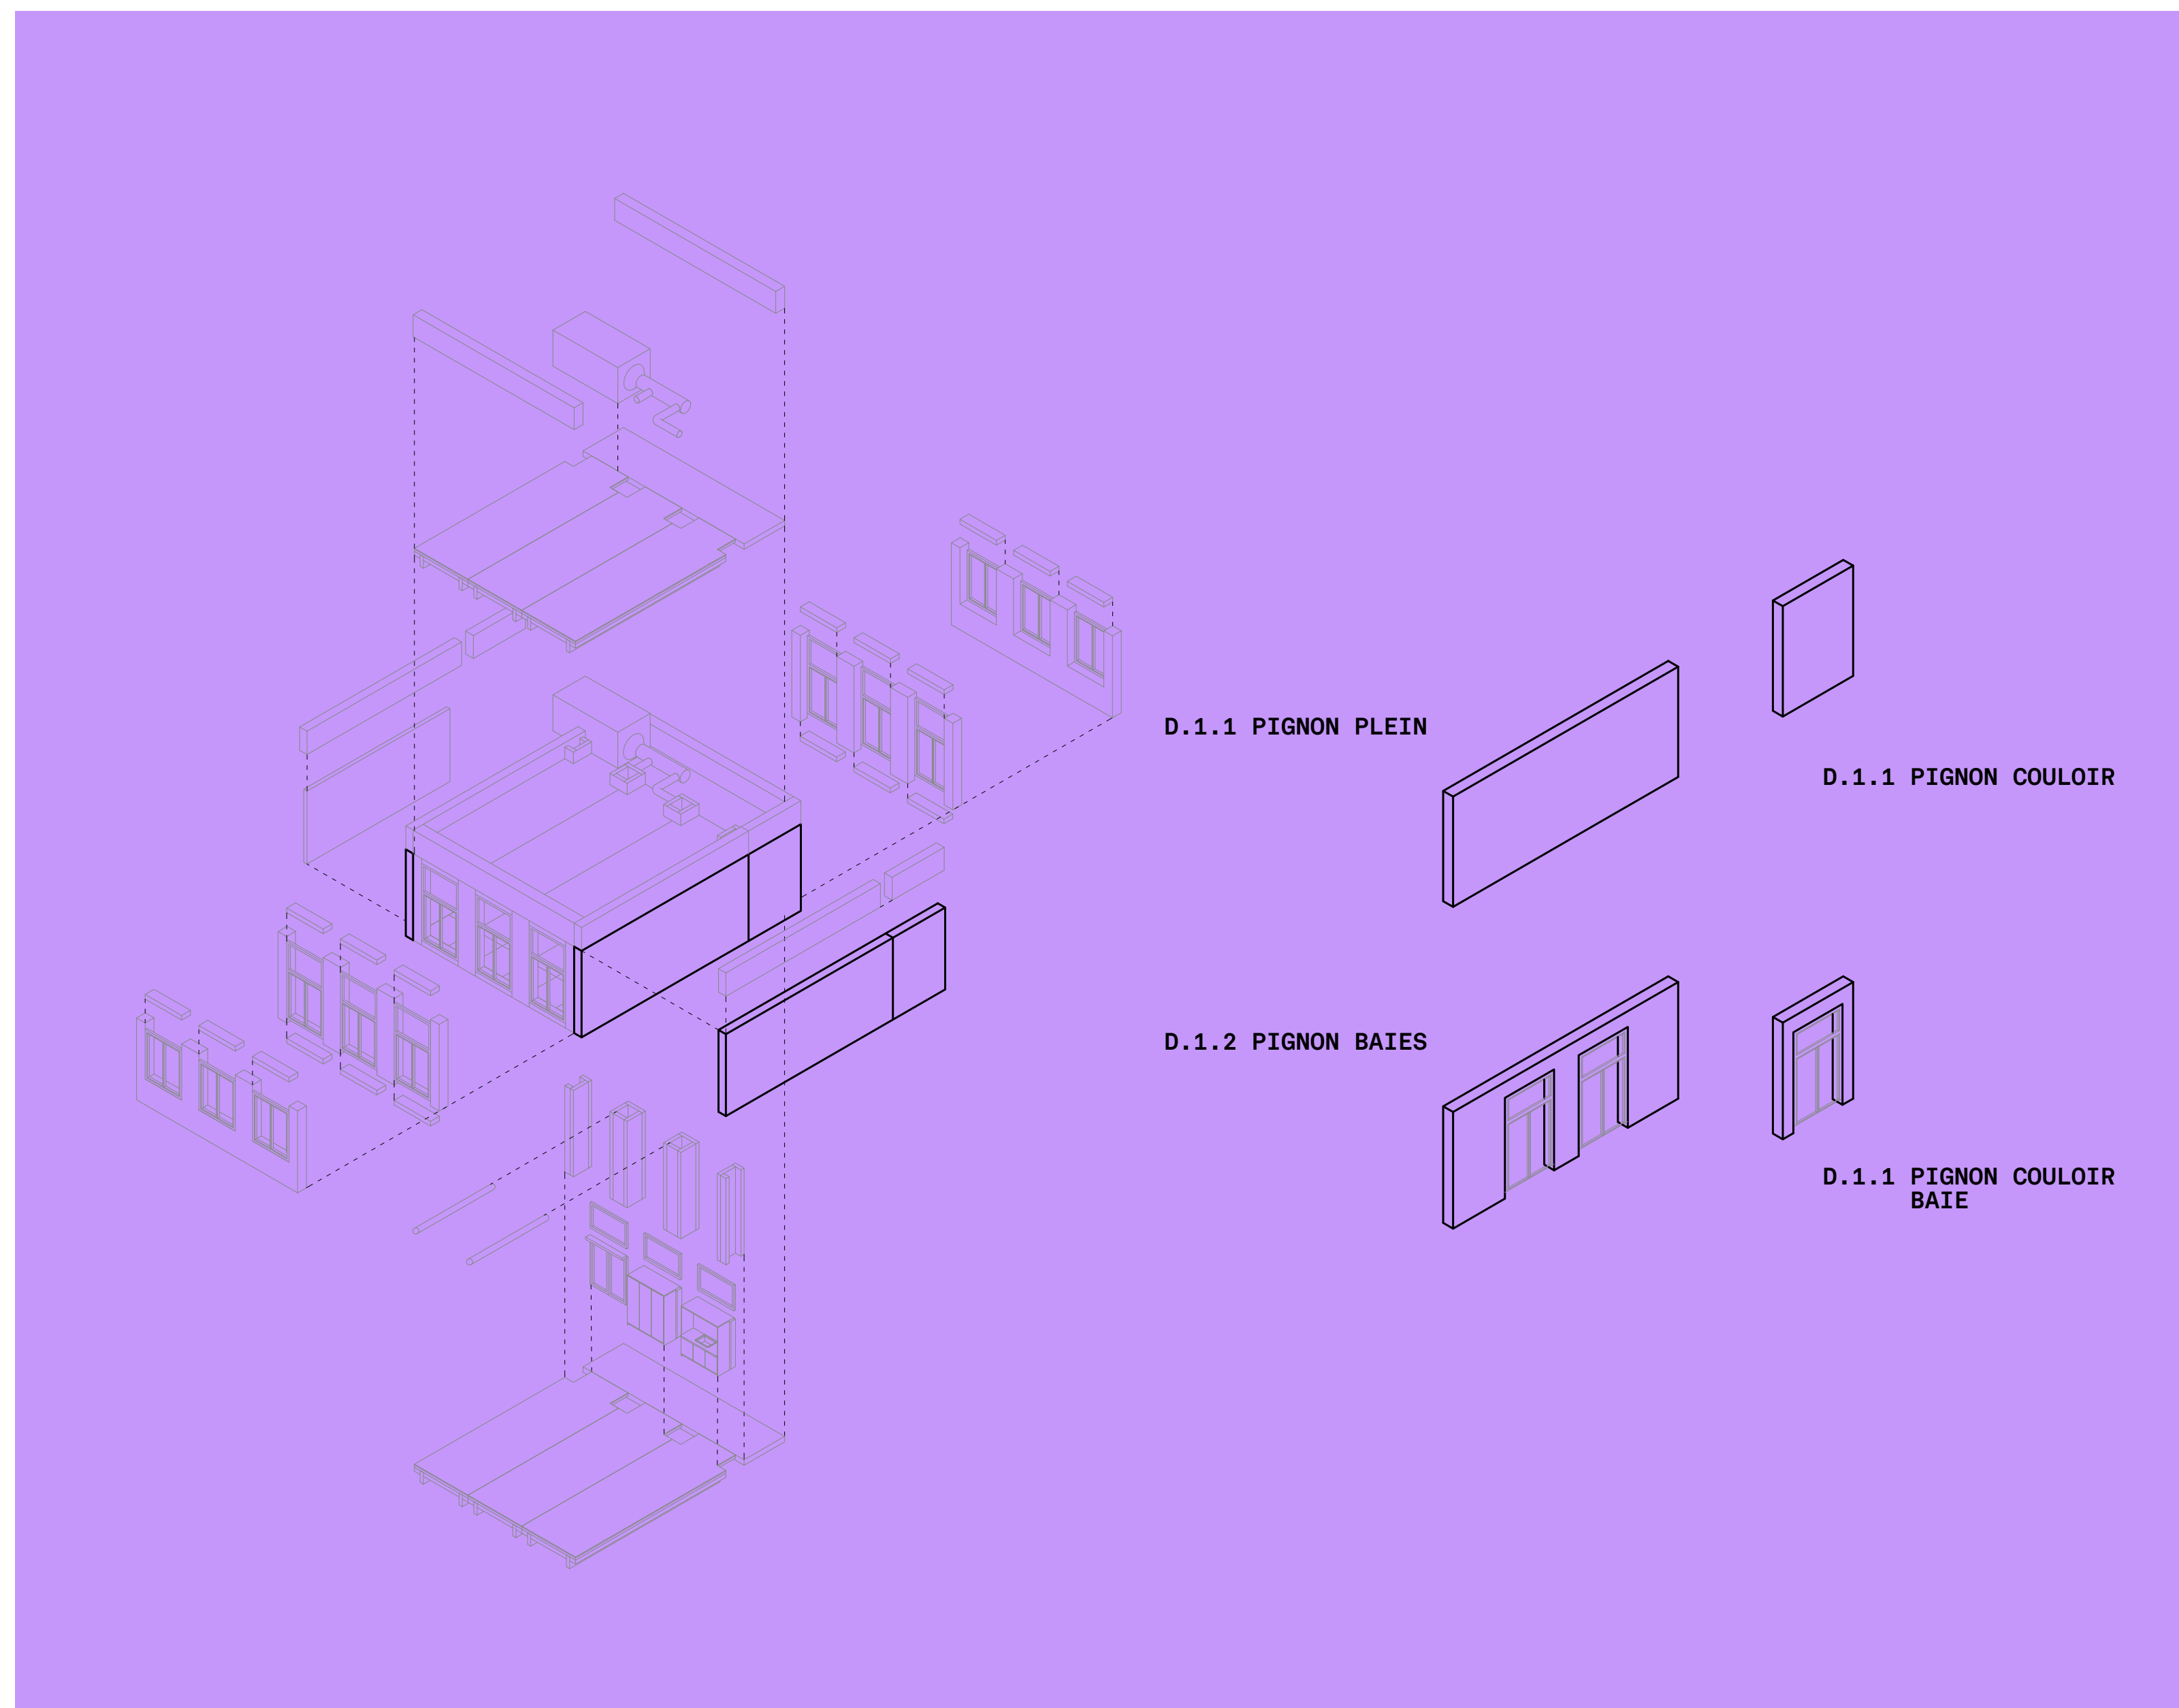 D.1.1 PIGNON PLEIN
D.1.1 PIGNON COULOIR
D.1.2 PIGNON BAIES
D.1.1 PIGNON COULOIR
BAIE